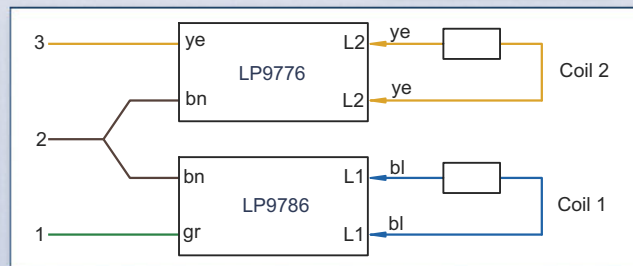 3 ye LP9776 L2 ye
bn L2 ye Coil 2
2
bn LP9786 L1 bl
1 gr L1 bl Coil 1